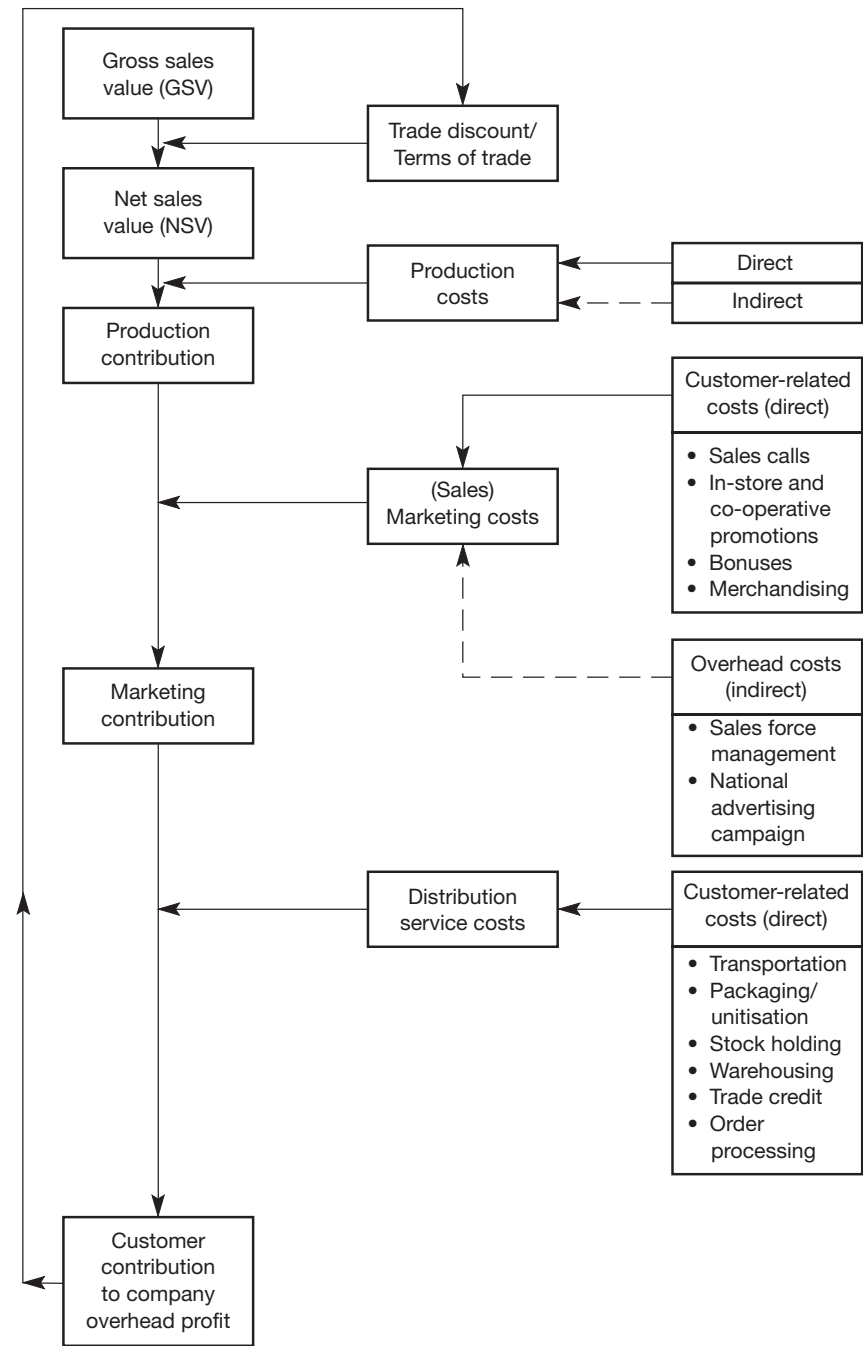 Gross sales
value (GSV)
Trade discount/
Terms of trade
Net sales
value (NSV)
Production
costs
Direct
Indirect
Production
contribution
Customer-related
costs (direct)
• Sales calls
• In-store and
co-operative
promotions
• Bonuses
• Merchandising
(Sales)
Marketing costs
Overhead costs
(indirect)
• Sales force
management
• National
advertising
campaign
Marketing
contribution
Distribution
service costs
Customer-related
costs (direct)
• Transportation
• Packaging/
unitisation
• Stock holding
• Warehousing
• Trade credit
• Order
processing
Customer
contribution
to company
overhead profit